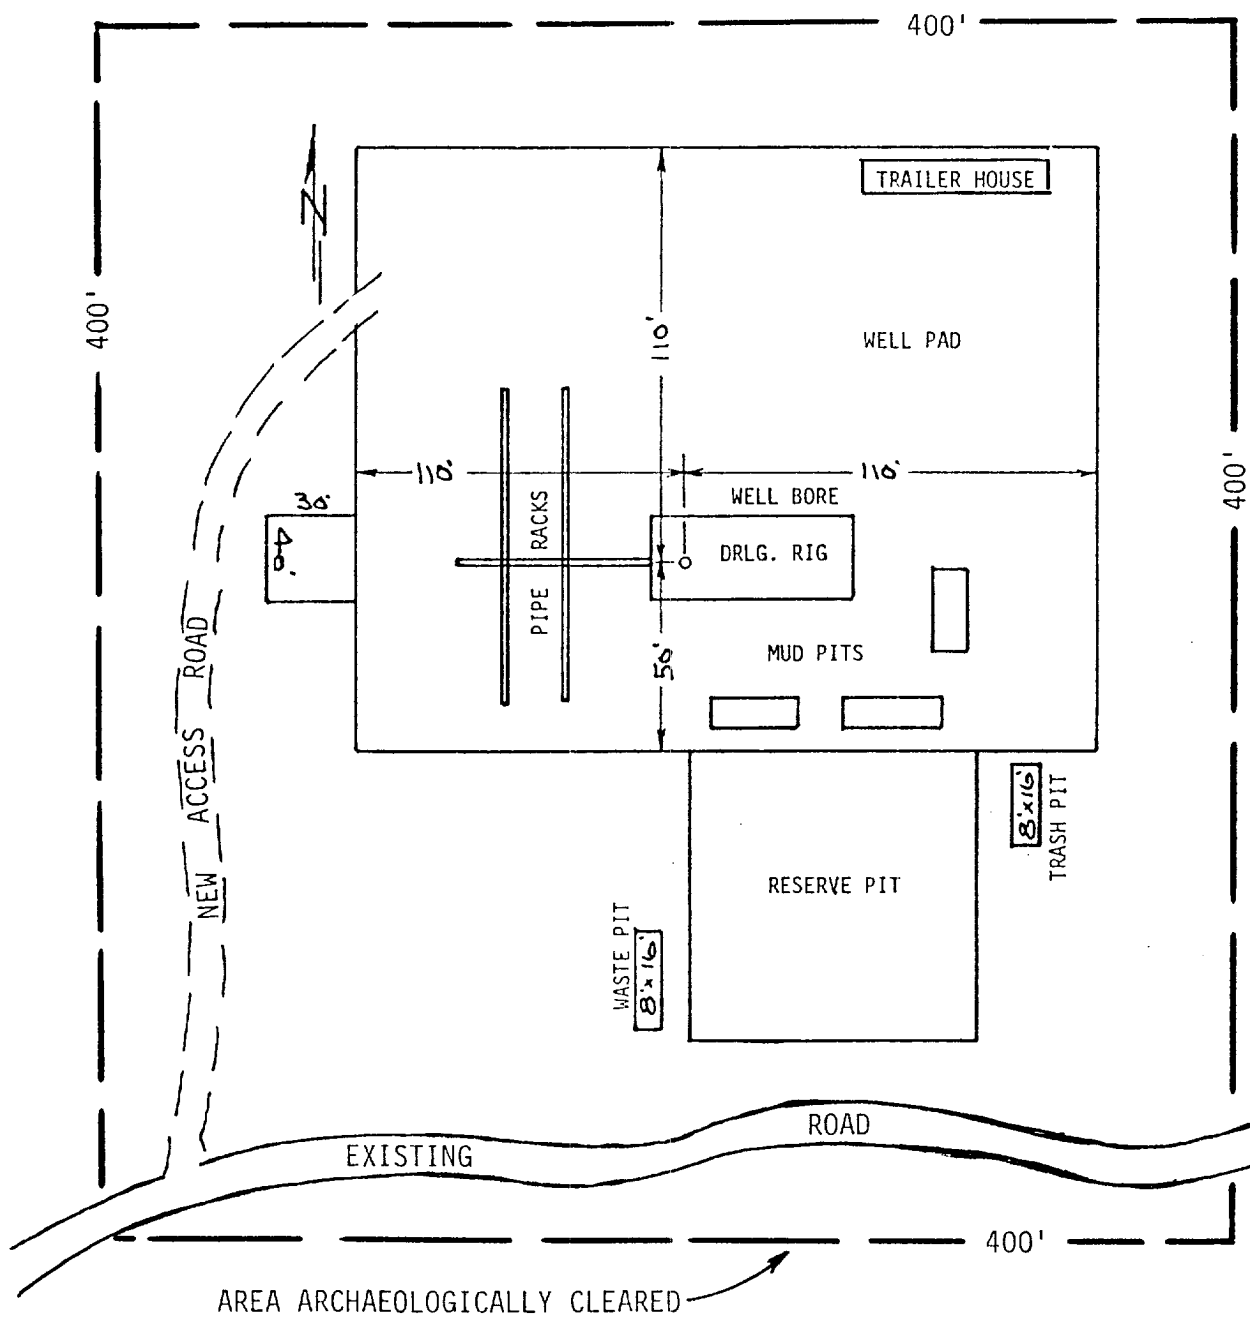 400'
N
TRAILER HOUSE
400'
110'
WELL PAD
110.
110.
400'
WELL BORE
30.
40.
PIPE RACKS
DRLG. RIG
50'
MUD PITS
NEW ACCESS ROAD
8'x16'
TRASH PIT
RESERVE PIT
WASTE PIT
8'x16'
ROAD
EXISTING
400'
AREA ARCHAEOLOGICALLY CLEARED